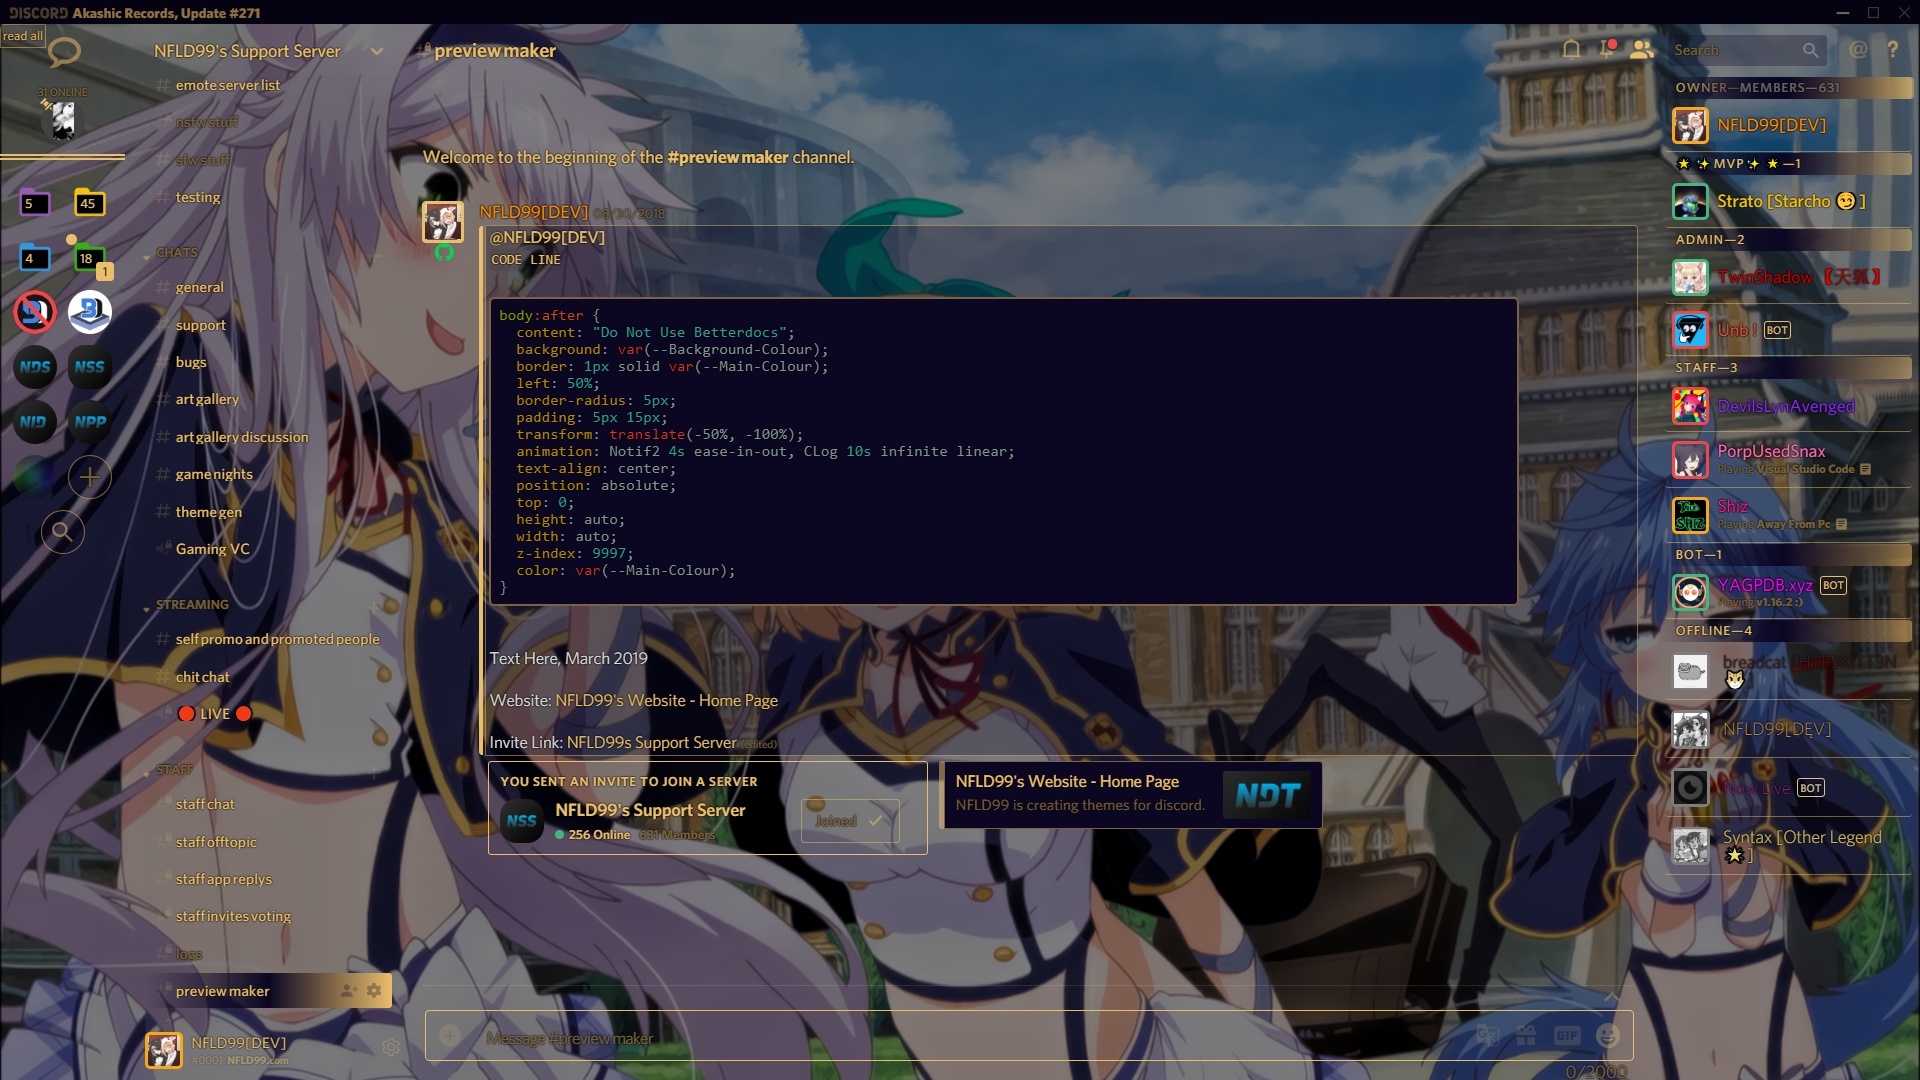 DISCORD Akashic Records, Update #271
read all
31 ONLINE
5
45
4
18
1
NDS
NSS
NID
NPP
NFLD99's Support Server
emote server list
nsfw stuff
sfw stuff
testing
CHATS
general
support
bugs
art gallery
art gallery discussion
game nights
theme gen
Gaming VC
STREAMING
self promo and promoted people
chit chat
🔴 LIVE 🔴
STAFF
staff chat
staff offtopic
staff app replys
staff invites voting
logs
preview maker
NFLD99[DEV]
#0001 NFLD99.com
# preview maker
Search
Welcome to the beginning of the #preview maker channel.
NFLD99[DEV] 08/30/2018
@NFLD99[DEV]
CODE LINE
body:after {
content: "Do Not Use Betterdocs";
background: var(--Background-Colour);
border: 1px solid var(--Main-Colour);
left: 50%;
border-radius: 5px;
padding: 5px 15px;
transform: translate(-50%, -100%);
animation: Notif2 4s ease-in-out, CLog 10s infinite linear;
text-align: center;
position: absolute;
top: 0;
height: auto;
width: auto;
z-index: 9997;
color: var(--Main-Colour);
}
Text Here, March 2019
Website: NFLD99's Website - Home Page
Invite Link: NFLD99s Support Server (edited)
YOU SENT AN INVITE TO JOIN A SERVER
NSS
NFLD99's Support Server
256 Online 631 Members
Joined
NFLD99's Website - Home Page
NFLD99 is creating themes for discord.
NDT
Message #preview maker
GIF
0/2000
OWNER—MEMBERS—631
NFLD99[DEV]
⭐✨MVP✨⭐—1
Strato [Starcho 😏]
ADMIN—2
TwinShadow【天狐】
Unb ! BOT
STAFF—3
DevilsLynAvenged
PorpUsedSnax
Playing Visual Studio Code
The SHIZ
Shiz
Playing Away From Pc
BOT—1
YAGPDB.xyz BOT
Playing v1.16.2 :)
OFFLINE—4
breadcat
NFLD99[DEV]
Now Live BOT
Syntax [Other Legend
🌟]